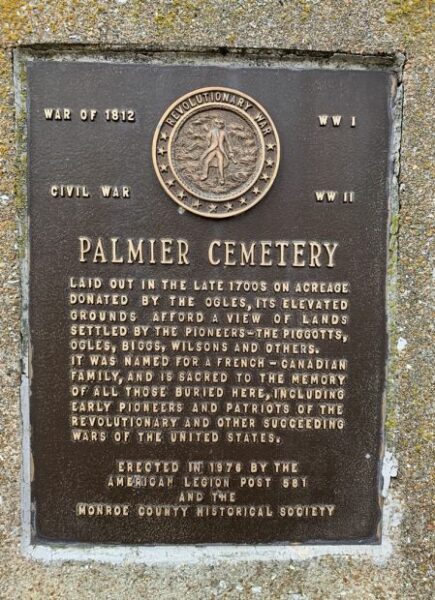 REVOLUTIONARY WAR
WAR OF 1812
WW I
CIVIL WAR
WW II
PALMIER CEMETERY
LAID OUT IN THE LATE 1700S ON ACREAGE
DONATED BY THE OGLES, ITS ELEVATED
GROUNDS AFFORD A VIEW OF LANDS
SETTLED BY THE PIONEERS-THE PIGGOTTS,
OGLES, BIGGS, WILSONS AND OTHERS.
IT WAS NAMED FOR A FRENCH-CANADIAN
FAMILY, AND IS SACRED TO THE MEMORY
OF ALL THOSE BURIED HERE, INCLUDING
EARLY PIONEERS AND PATRIOTS OF THE
REVOLUTIONARY AND OTHER SUCCEEDING
WARS OF THE UNITED STATES.
ERECTED IN 1976 BY THE
AMERICAN LEGION POST 581
AND THE
MONROE COUNTY HISTORICAL SOCIETY